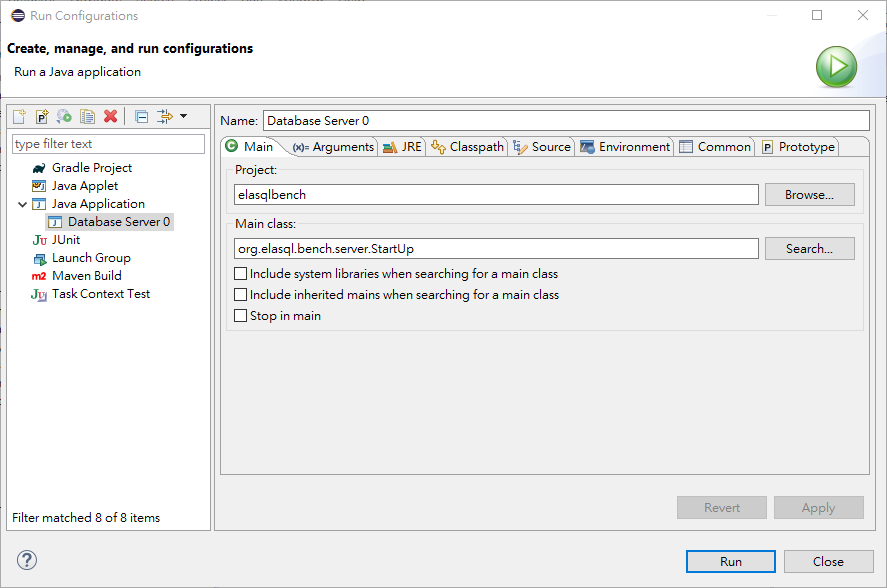 Run Configurations
Create, manage, and run configurations
Run a Java application
type filter text
Gradle Project
Java Applet
Java Application
Database Server 0
JUnit
Launch Group
Maven Build
Task Context Test
Filter matched 8 of 8 items
Name: Database Server 0
Main (x)= Arguments JRE Classpath Source Environment Common Prototype
Project:
elasqlbench Browse...
Main class:
org.elasql.bench.server.StartUp Search...
Include system libraries when searching for a main class
Include inherited mains when searching for a main class
Stop in main
Revert Apply
Run Close